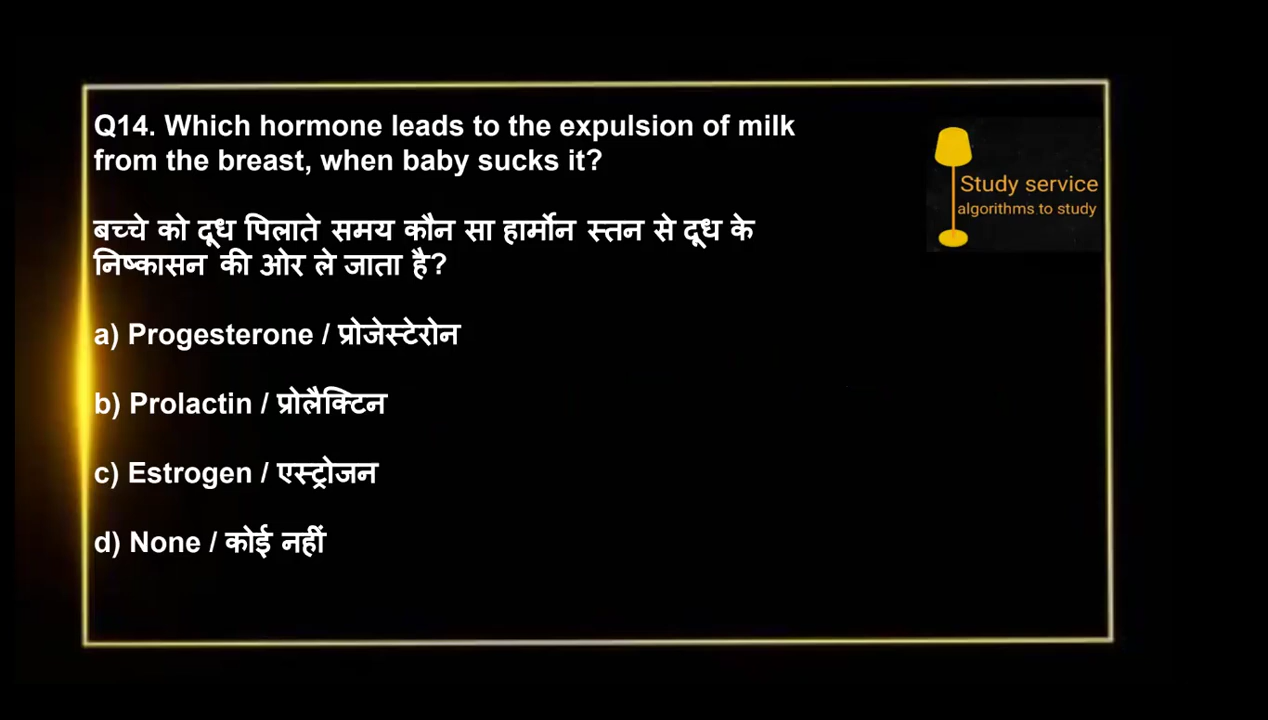 Q14. Which hormone leads to the expulsion of milk
from the breast, when baby sucks it?
बच्चे को दूध पिलाते समय कौन सा हार्मोन स्तन से दूध के
निष्कासन की ओर ले जाता है?
a) Progesterone / प्रोजेस्टेरोन
b) Prolactin / प्रोलैक्टिन
c) Estrogen / एस्ट्रोजन
d) None / कोई नहीं
Study service
algorithms to study